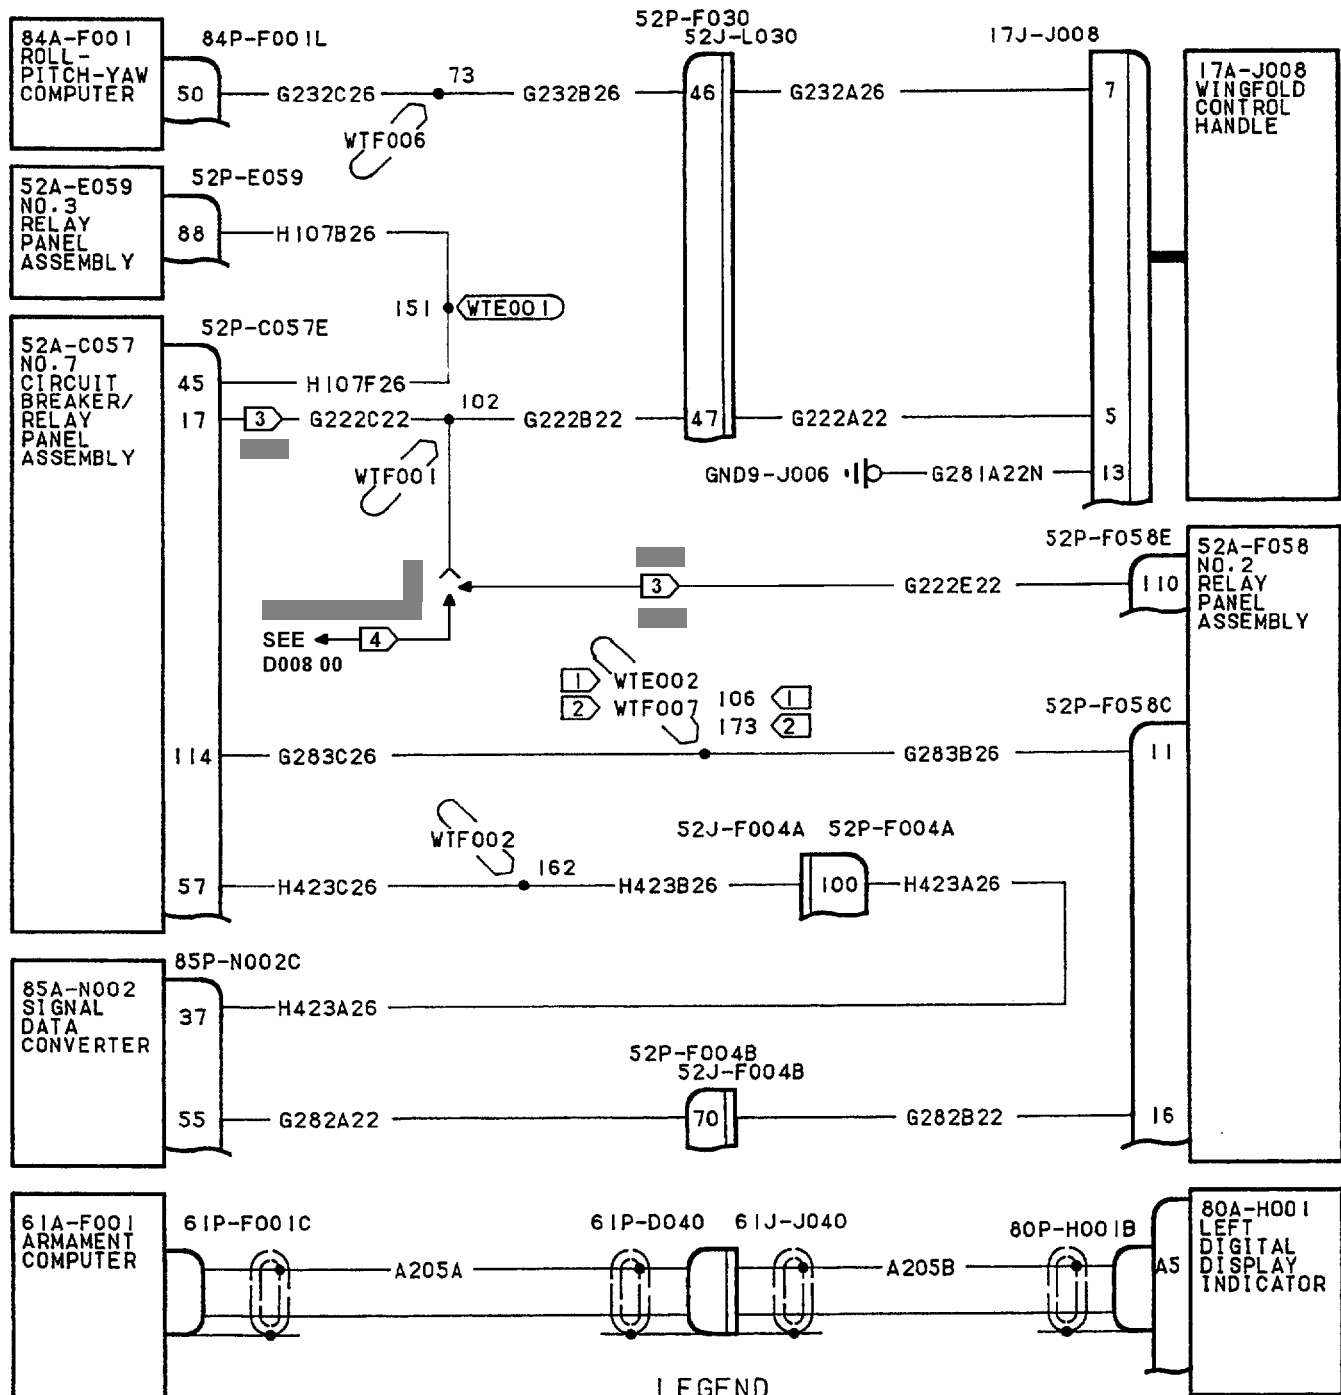 52P-F030
84A-F001
ROLL-
PITCH-YAW
COMPUTER
84P-F001L
52J-L030
17J-J008
17A-J008
WINGFOLD
CONTROL
HANDLE
50
G232C26
73
G232B26
46
G232A26
7
WTF006
52A-E059
NO.3
RELAY
PANEL
ASSEMBLY
52P-E059
88
H107B26
151
WTE001
52A-C057
NO.7
CIRCUIT
BREAKER/
RELAY
PANEL
ASSEMBLY
52P-C057E
45
H107F26
17
3
G222C22
102
G222B22
47
G222A22
5
WTF001
GND9-J006
G281A22N
13
52P-F058E
52A-F058
NO.2
RELAY
PANEL
ASSEMBLY
3
G222E22
110
SEE
D008 00
4
1
WTE002
106
1
2
WTF007
173
2
52P-F058C
114
G283C26
G283B26
11
WTF002
162
52J-F004A
52P-F004A
57
H423C26
H423B26
100
H423A26
85P-N002C
85A-N002
SIGNAL
DATA
CONVERTER
37
H423A26
52P-F004B
52J-F004B
55
G282A22
70
G282B22
16
61A-F001
ARMAMENT
COMPUTER
61P-F001C
61P-D040
61J-J040
80P-H001B
80A-H001
LEFT
DIGITAL
DISPLAY
INDICATOR
A205A
A205B
A5
LEGEND